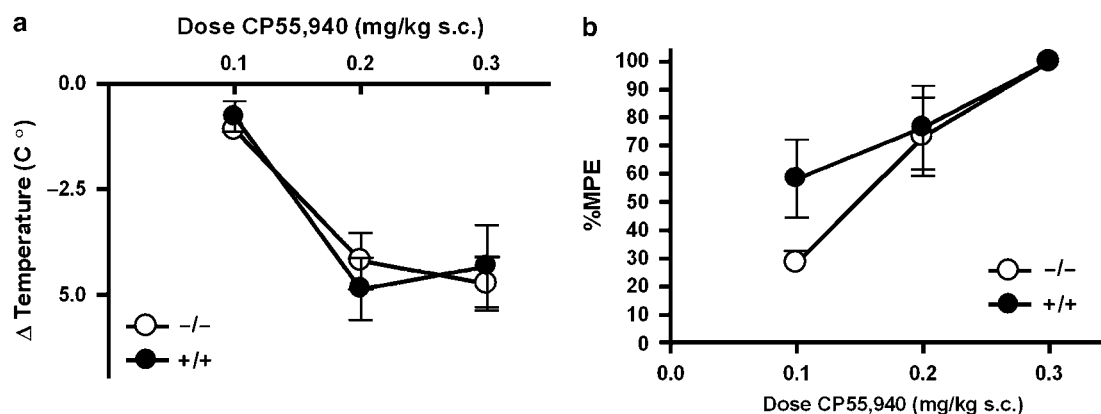 a
Dose CP55,940 (mg/kg s.c.)
0.1 0.2 0.3
0.0
−2.5
5.0
Δ Temperature (C °)
−/−
+/+
b
100
90
80
70
60
50
40
30
20
10
0
%MPE
−/−
+/+
0.0 0.1 0.2 0.3
Dose CP55,940 (mg/kg s.c.)